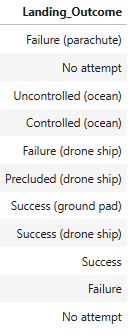 Landing_Outcome
Failure (parachute)
No attempt
Uncontrolled (ocean)
Controlled (ocean)
Failure (drone ship)
Precluded (drone ship)
Success (ground pad)
Success (drone ship)
Success
Failure
No attempt